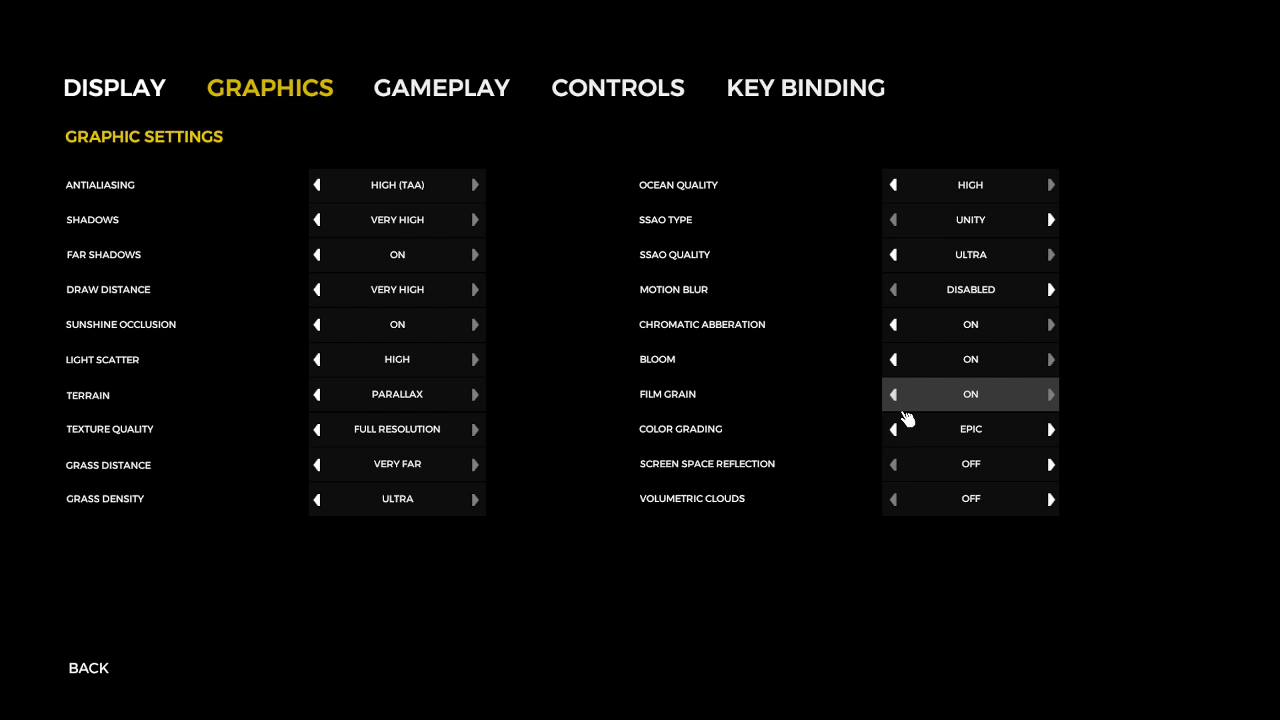 DISPLAY GRAPHICS GAMEPLAY CONTROLS KEY BINDING
GRAPHIC SETTINGS
ANTIALIASING HIGH (TAA)
SHADOWS VERY HIGH
FAR SHADOWS ON
DRAW DISTANCE VERY HIGH
SUNSHINE OCCLUSION ON
LIGHT SCATTER HIGH
TERRAIN PARALLAX
TEXTURE QUALITY FULL RESOLUTION
GRASS DISTANCE VERY FAR
GRASS DENSITY ULTRA
OCEAN QUALITY HIGH
SSAO TYPE UNITY
SSAO QUALITY ULTRA
MOTION BLUR DISABLED
CHROMATIC ABBERATION ON
BLOOM ON
FILM GRAIN ON
COLOR GRADING EPIC
SCREEN SPACE REFLECTION OFF
VOLUMETRIC CLOUDS OFF
BACK